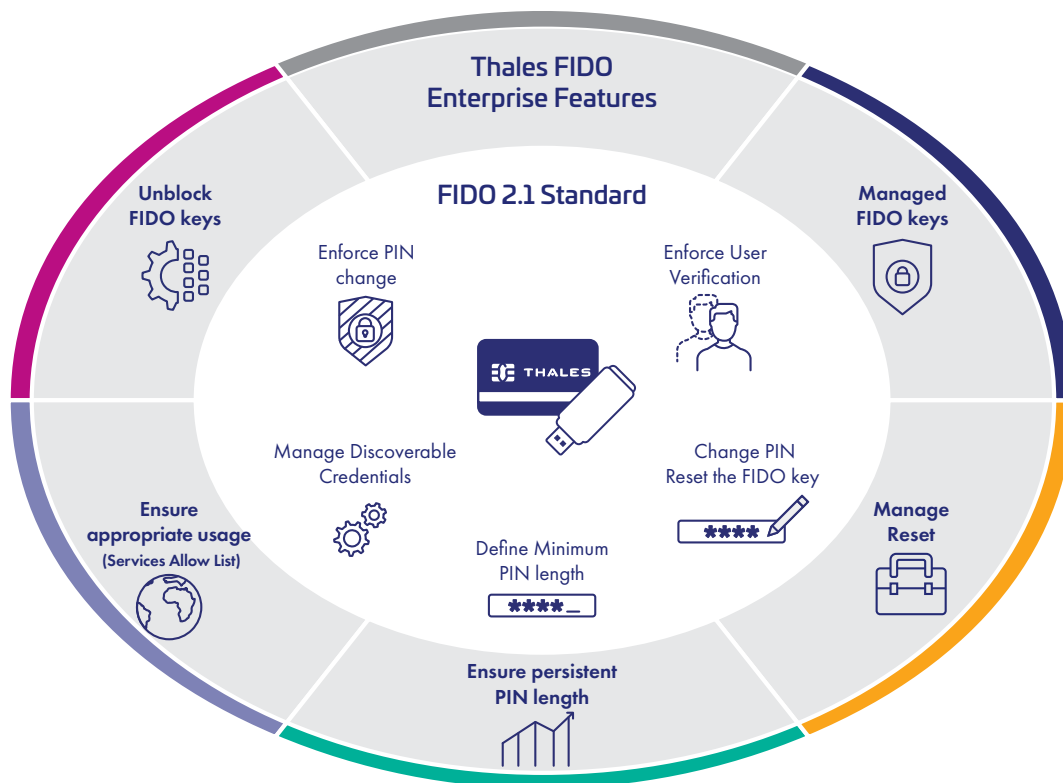 Thales FIDO
Enterprise Features
Unblock
FIDO keys
Managed
FIDO keys
FIDO 2.1 Standard
Enforce PIN
change
Enforce User
Verification
THALES
Manage Discoverable
Credentials
Change PIN
Reset the FIDO key
****
Ensure
appropriate usage
(Services Allow List)
Manage
Reset
Define Minimum
PIN length
****_
Ensure persistent
PIN length